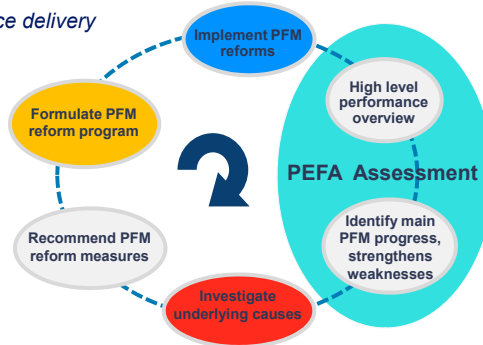 ce delivery
Implement PFM
reforms
High level
performance
overview
PEFA Assessment
Identify main
PFM progress,
strengthens
weaknesses
Investigate
underlying causes
Recommend PFM
reform measures
Formulate PFM
reform program